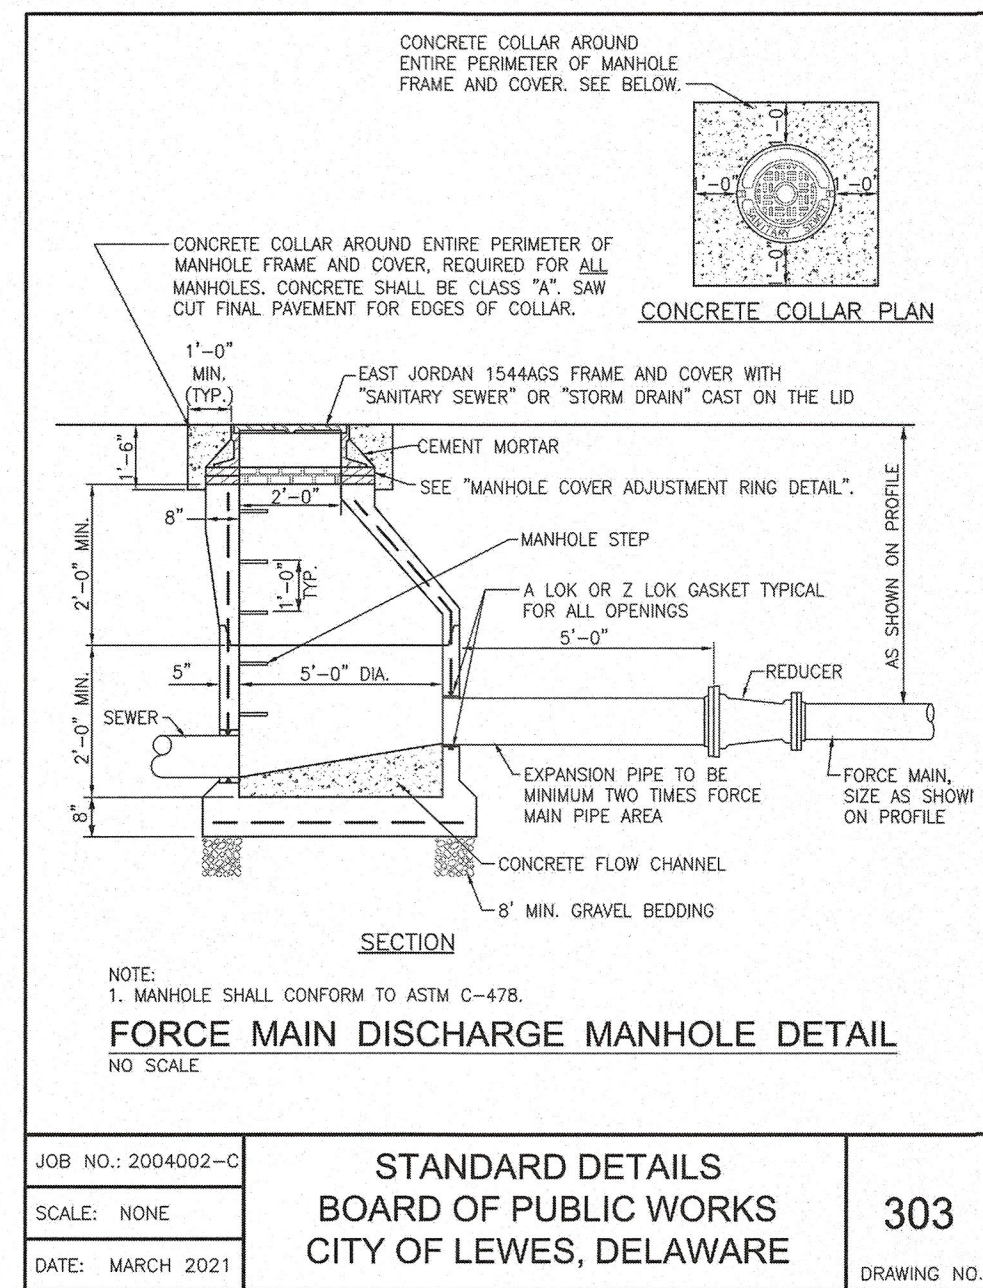 CONCRETE COLLAR AROUND
ENTIRE PERIMETER OF MANHOLE
FRAME AND COVER. SEE BELOW.
1'-0"
1'-0"
1'-0"
SANITARY SEWER
1'-0"
CONCRETE COLLAR PLAN
CONCRETE COLLAR AROUND ENTIRE PERIMETER OF
MANHOLE FRAME AND COVER, REQUIRED FOR ALL
MANHOLES. CONCRETE SHALL BE CLASS "A". SAW
CUT FINAL PAVEMENT FOR EDGES OF COLLAR.
1'-0"
MIN.
(TYP.)
EAST JORDAN 1544AGS FRAME AND COVER WITH
"SANITARY SEWER" OR "STORM DRAIN" CAST ON THE LID
1'-6"
CEMENT MORTAR
SEE "MANHOLE COVER ADJUSTMENT RING DETAIL".
2'-0"
8"
2'-0" MIN.
MANHOLE STEP
1'-0"
TYP.
A LOK OR Z LOK GASKET TYPICAL
FOR ALL OPENINGS
AS SHOWN ON PROFILE
5'-0"
5"
5'-0" DIA.
REDUCER
2'-0" MIN.
SEWER
EXPANSION PIPE TO BE
MINIMUM TWO TIMES FORCE
MAIN PIPE AREA
FORCE MAIN,
SIZE AS SHOWI
ON PROFILE
8"
CONCRETE FLOW CHANNEL
8' MIN. GRAVEL BEDDING
SECTION
NOTE:
1. MANHOLE SHALL CONFORM TO ASTM C-478.
FORCE MAIN DISCHARGE MANHOLE DETAIL
NO SCALE
JOB NO.: 2004002-C
SCALE: NONE
DATE: MARCH 2021
STANDARD DETAILS
BOARD OF PUBLIC WORKS
CITY OF LEWES, DELAWARE
303
DRAWING NO.